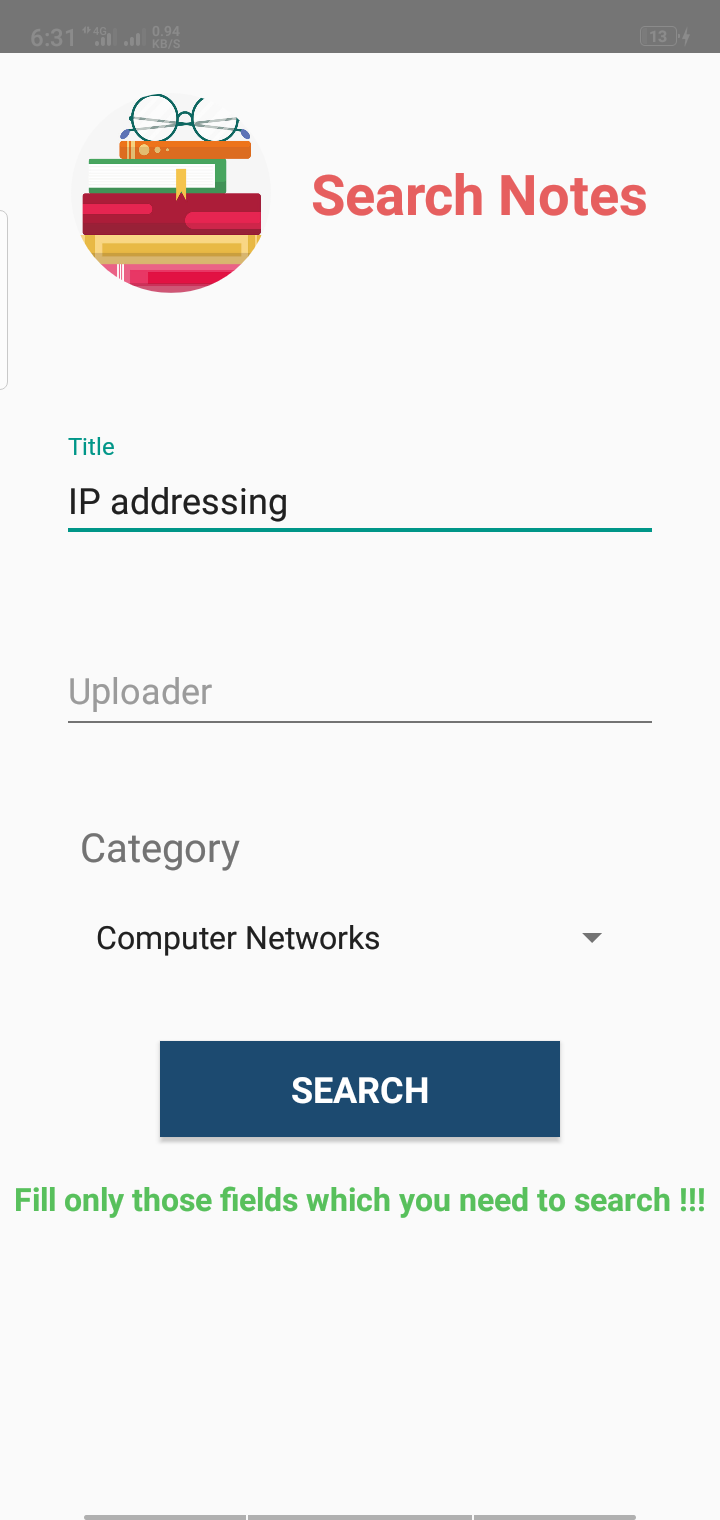 6:31 4G 0.94 KB/S 13
Search Notes
Title
IP addressing
Uploader
Category
Computer Networks
SEARCH
Fill only those fields which you need to search !!!